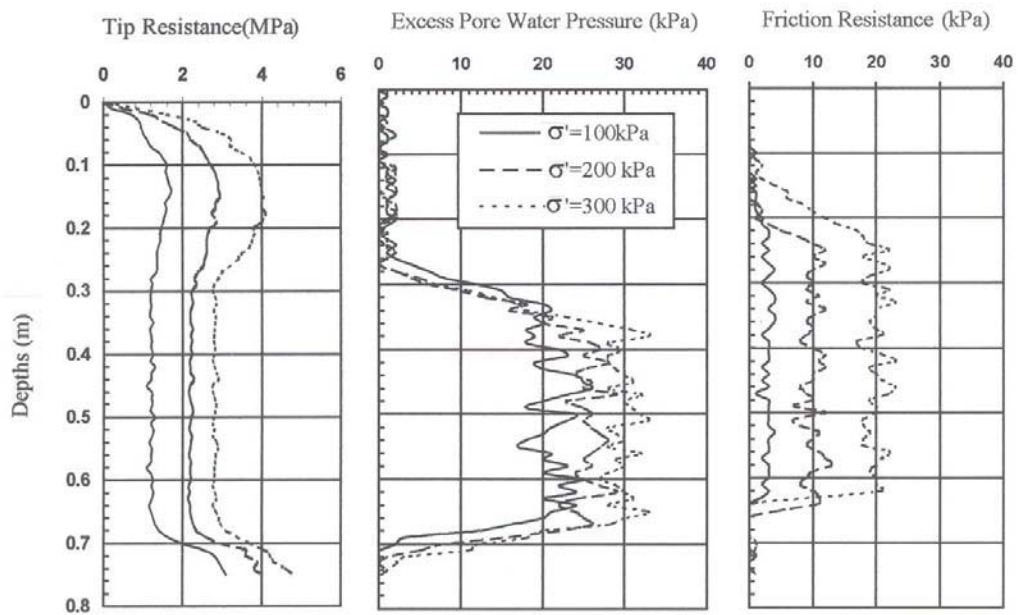 Tip Resistance(MPa)
0 2 4 6
Excess Pore Water Pressure (kPa)
0 10 20 30 40
Friction Resistance (kPa)
0 10 20 30 40
Depths (m)
0
0.1
0.2
0.3
0.4
0.5
0.6
0.7
0.8
σ'=100kPa
σ'=200 kPa
σ'=300 kPa